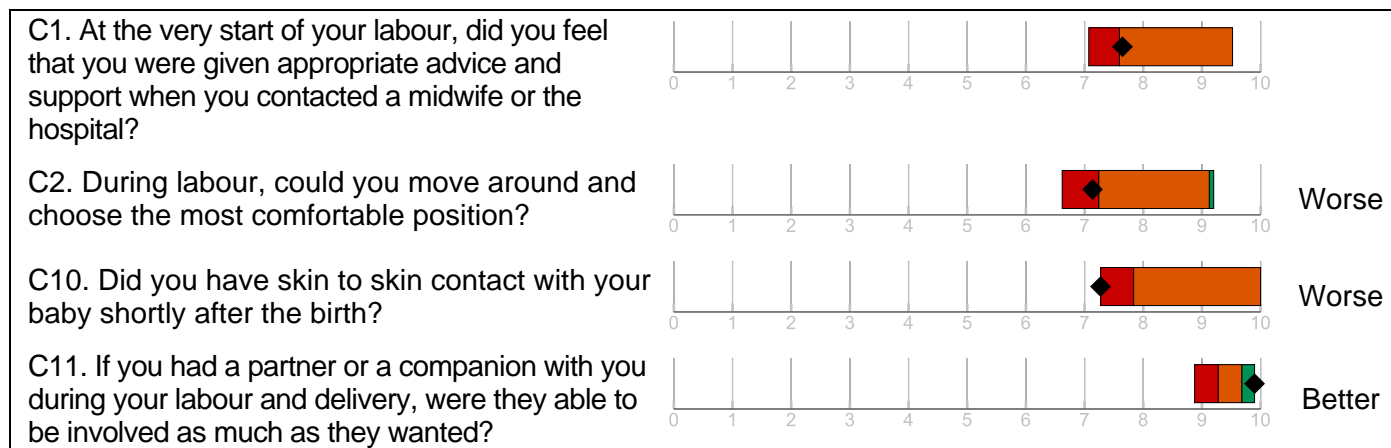 C1. At the very start of your labour, did you feel
that you were given appropriate advice and
support when you contacted a midwife or the
hospital?
0 1 2 3 4 5 6 7 8 9 10
C2. During labour, could you move around and
choose the most comfortable position?
Worse
0 1 2 3 4 5 6 7 8 9 10
C10. Did you have skin to skin contact with your
baby shortly after the birth?
Worse
0 1 2 3 4 5 6 7 8 9 10
C11. If you had a partner or a companion with you
during your labour and delivery, were they able to
be involved as much as they wanted?
Better
0 1 2 3 4 5 6 7 8 9 10